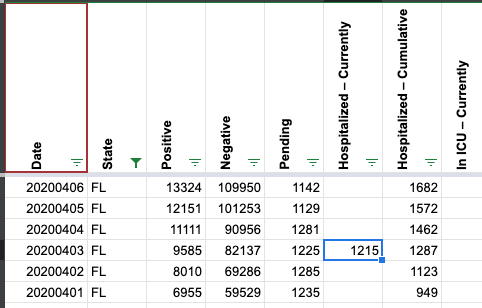 Date State Positive Negative Pending Hospitalized – Currently Hospitalized – Cumulative In ICU – Currently
20200406 FL 13324 109950 1142 1682
20200405 FL 12151 101253 1129 1572
20200404 FL 11111 90956 1281 1462
20200403 FL 9585 82137 1225 1215 1287
20200402 FL 8010 69286 1285 1123
20200401 FL 6955 59529 1235 949